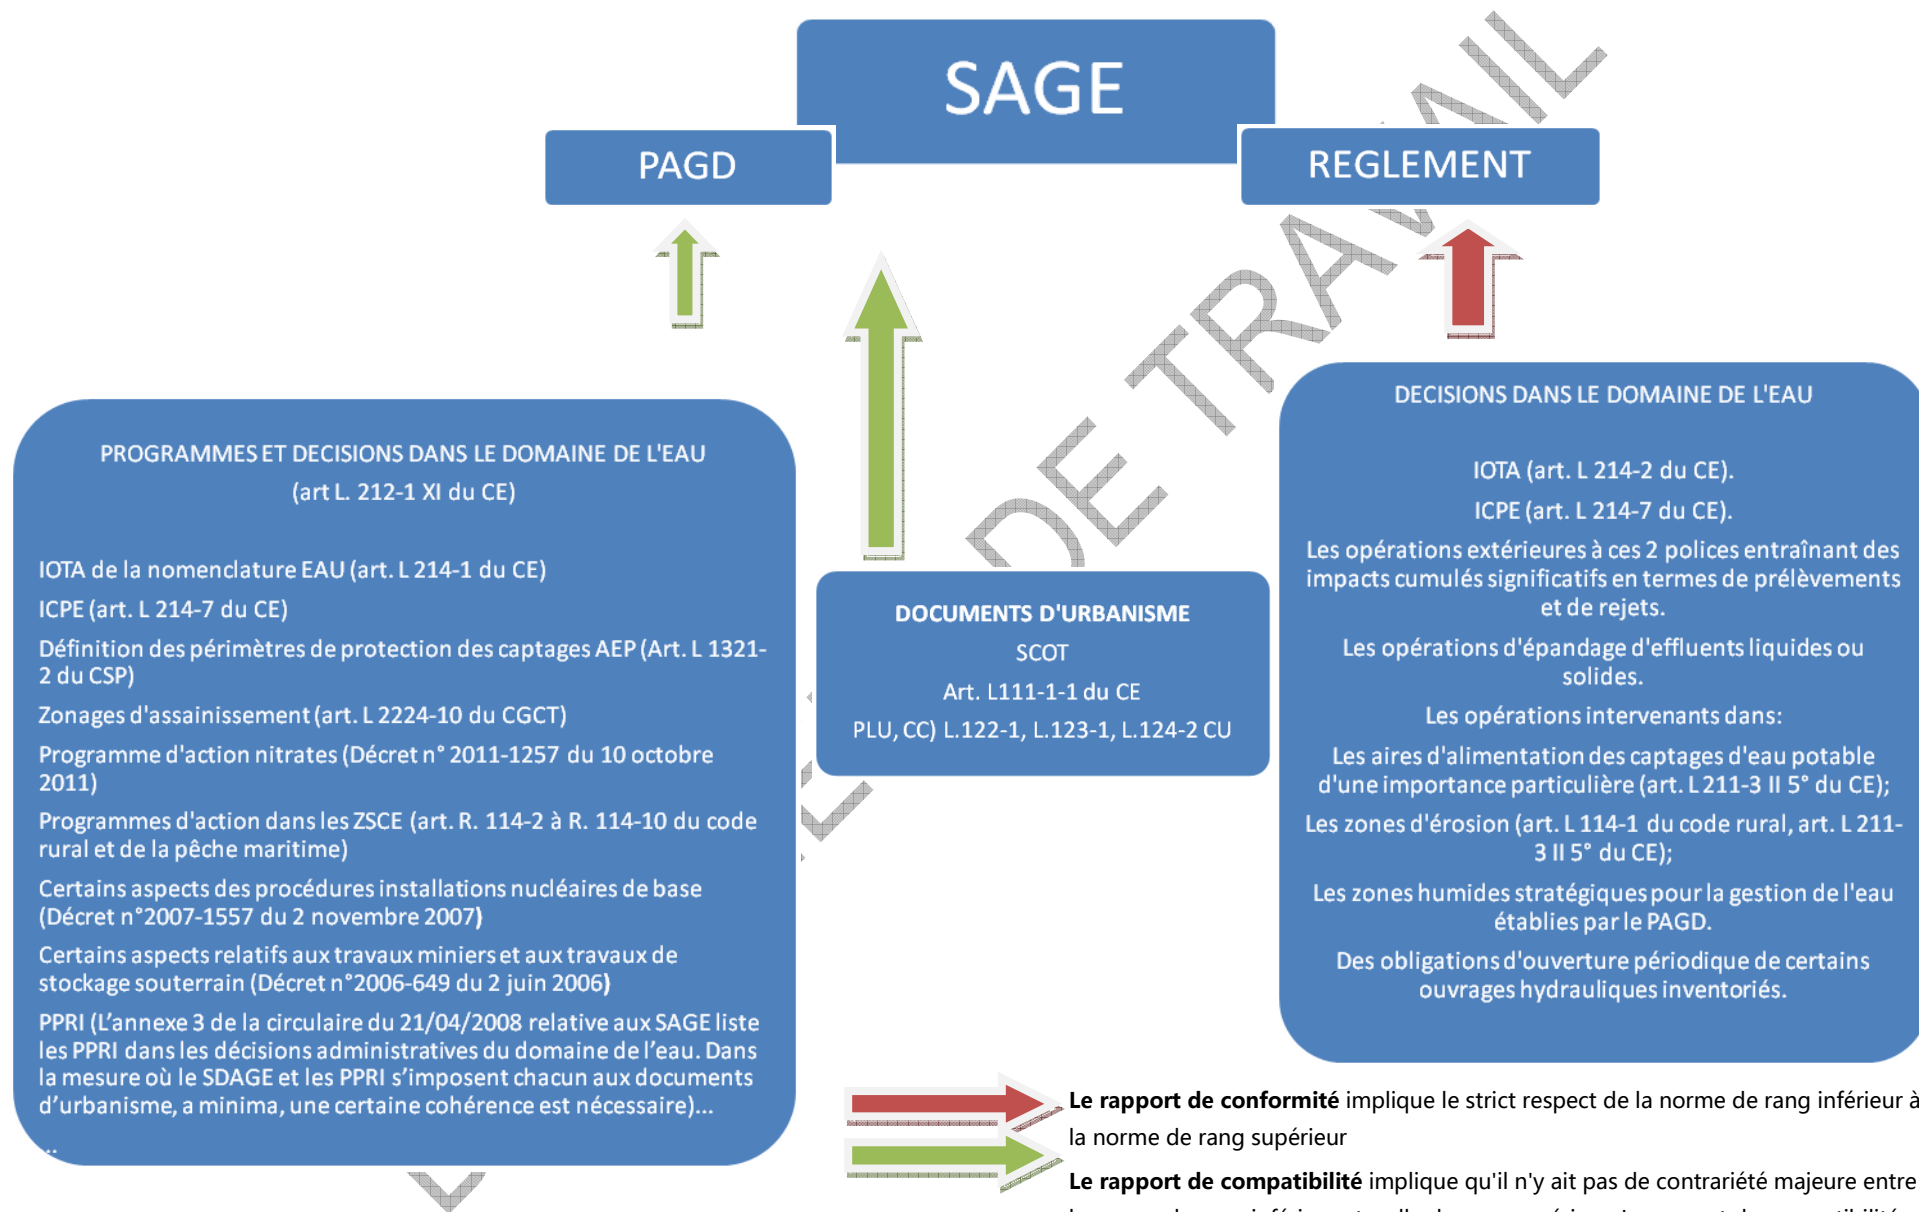 SAGE
PAGD
REGLEMENT
PROGRAMMES ET DECISIONS DANS LE DOMAINE DE L'EAU
(art L. 212-1 XI du CE)
IOTA de la nomenclature EAU (art. L 214-1 du CE)
ICPE (art. L 214-7 du CE)
Définition des périmètres de protection des captages AEP (Art. L 1321-
2 du CSP)
Zonages d'assainissement (art. L 2224-10 du CGCT)
Programme d'action nitrates (Décret n° 2011-1257 du 10 octobre
2011)
Programmes d'action dans les ZSCE (art. R. 114-2 à R. 114-10 du code
rural et de la pêche maritime)
Certains aspects des procédures installations nucléaires de base
(Décret n°2007-1557 du 2 novembre 2007)
Certains aspects relatifs aux travaux miniers et aux travaux de
stockage souterrain (Décret n°2006-649 du 2 juin 2006)
PPRI (L'annexe 3 de la circulaire du 21/04/2008 relative aux SAGE liste
les PPRI dans les décisions administratives du domaine de l'eau. Dans
la mesure où le SDAGE et les PPRI s'imposent chacun aux documents
d'urbanisme, a minima, une certaine cohérence est nécessaire)...
...
DOCUMENTS D'URBANISME
SCOT
Art. L111-1-1 du CE
PLU, CC) L.122-1, L.123-1, L.124-2 CU
DECISIONS DANS LE DOMAINE DE L'EAU
IOTA (art. L 214-2 du CE).
ICPE (art. L 214-7 du CE).
Les opérations extérieures à ces 2 polices entraînant des
impacts cumulés significatifs en termes de prélèvements
et de rejets.
Les opérations d'épandage d'effluents liquides ou
solides.
Les opérations intervenants dans:
Les aires d'alimentation des captages d'eau potable
d'une importance particulière (art. L 211-3 II 5° du CE);
Les zones d'érosion (art. L 114-1 du code rural, art. L 211-
3 II 5° du CE);
Les zones humides stratégiques pour la gestion de l'eau
établies par le PAGD.
Des obligations d'ouverture périodique de certains
ouvrages hydrauliques inventoriés.
Le rapport de conformité implique le strict respect de la norme de rang inférieur à
la norme de rang supérieur
Le rapport de compatibilité implique qu'il n'y ait pas de contrariété majeure entre
DE TRAVAIL